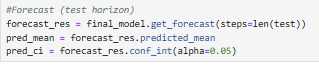 #Forecast (test horizon)
forecast_res = final_model.get_forecast(steps=len(test))
pred_mean = forecast_res.predicted_mean
pred_ci = forecast_res.conf_int(alpha=0.05)